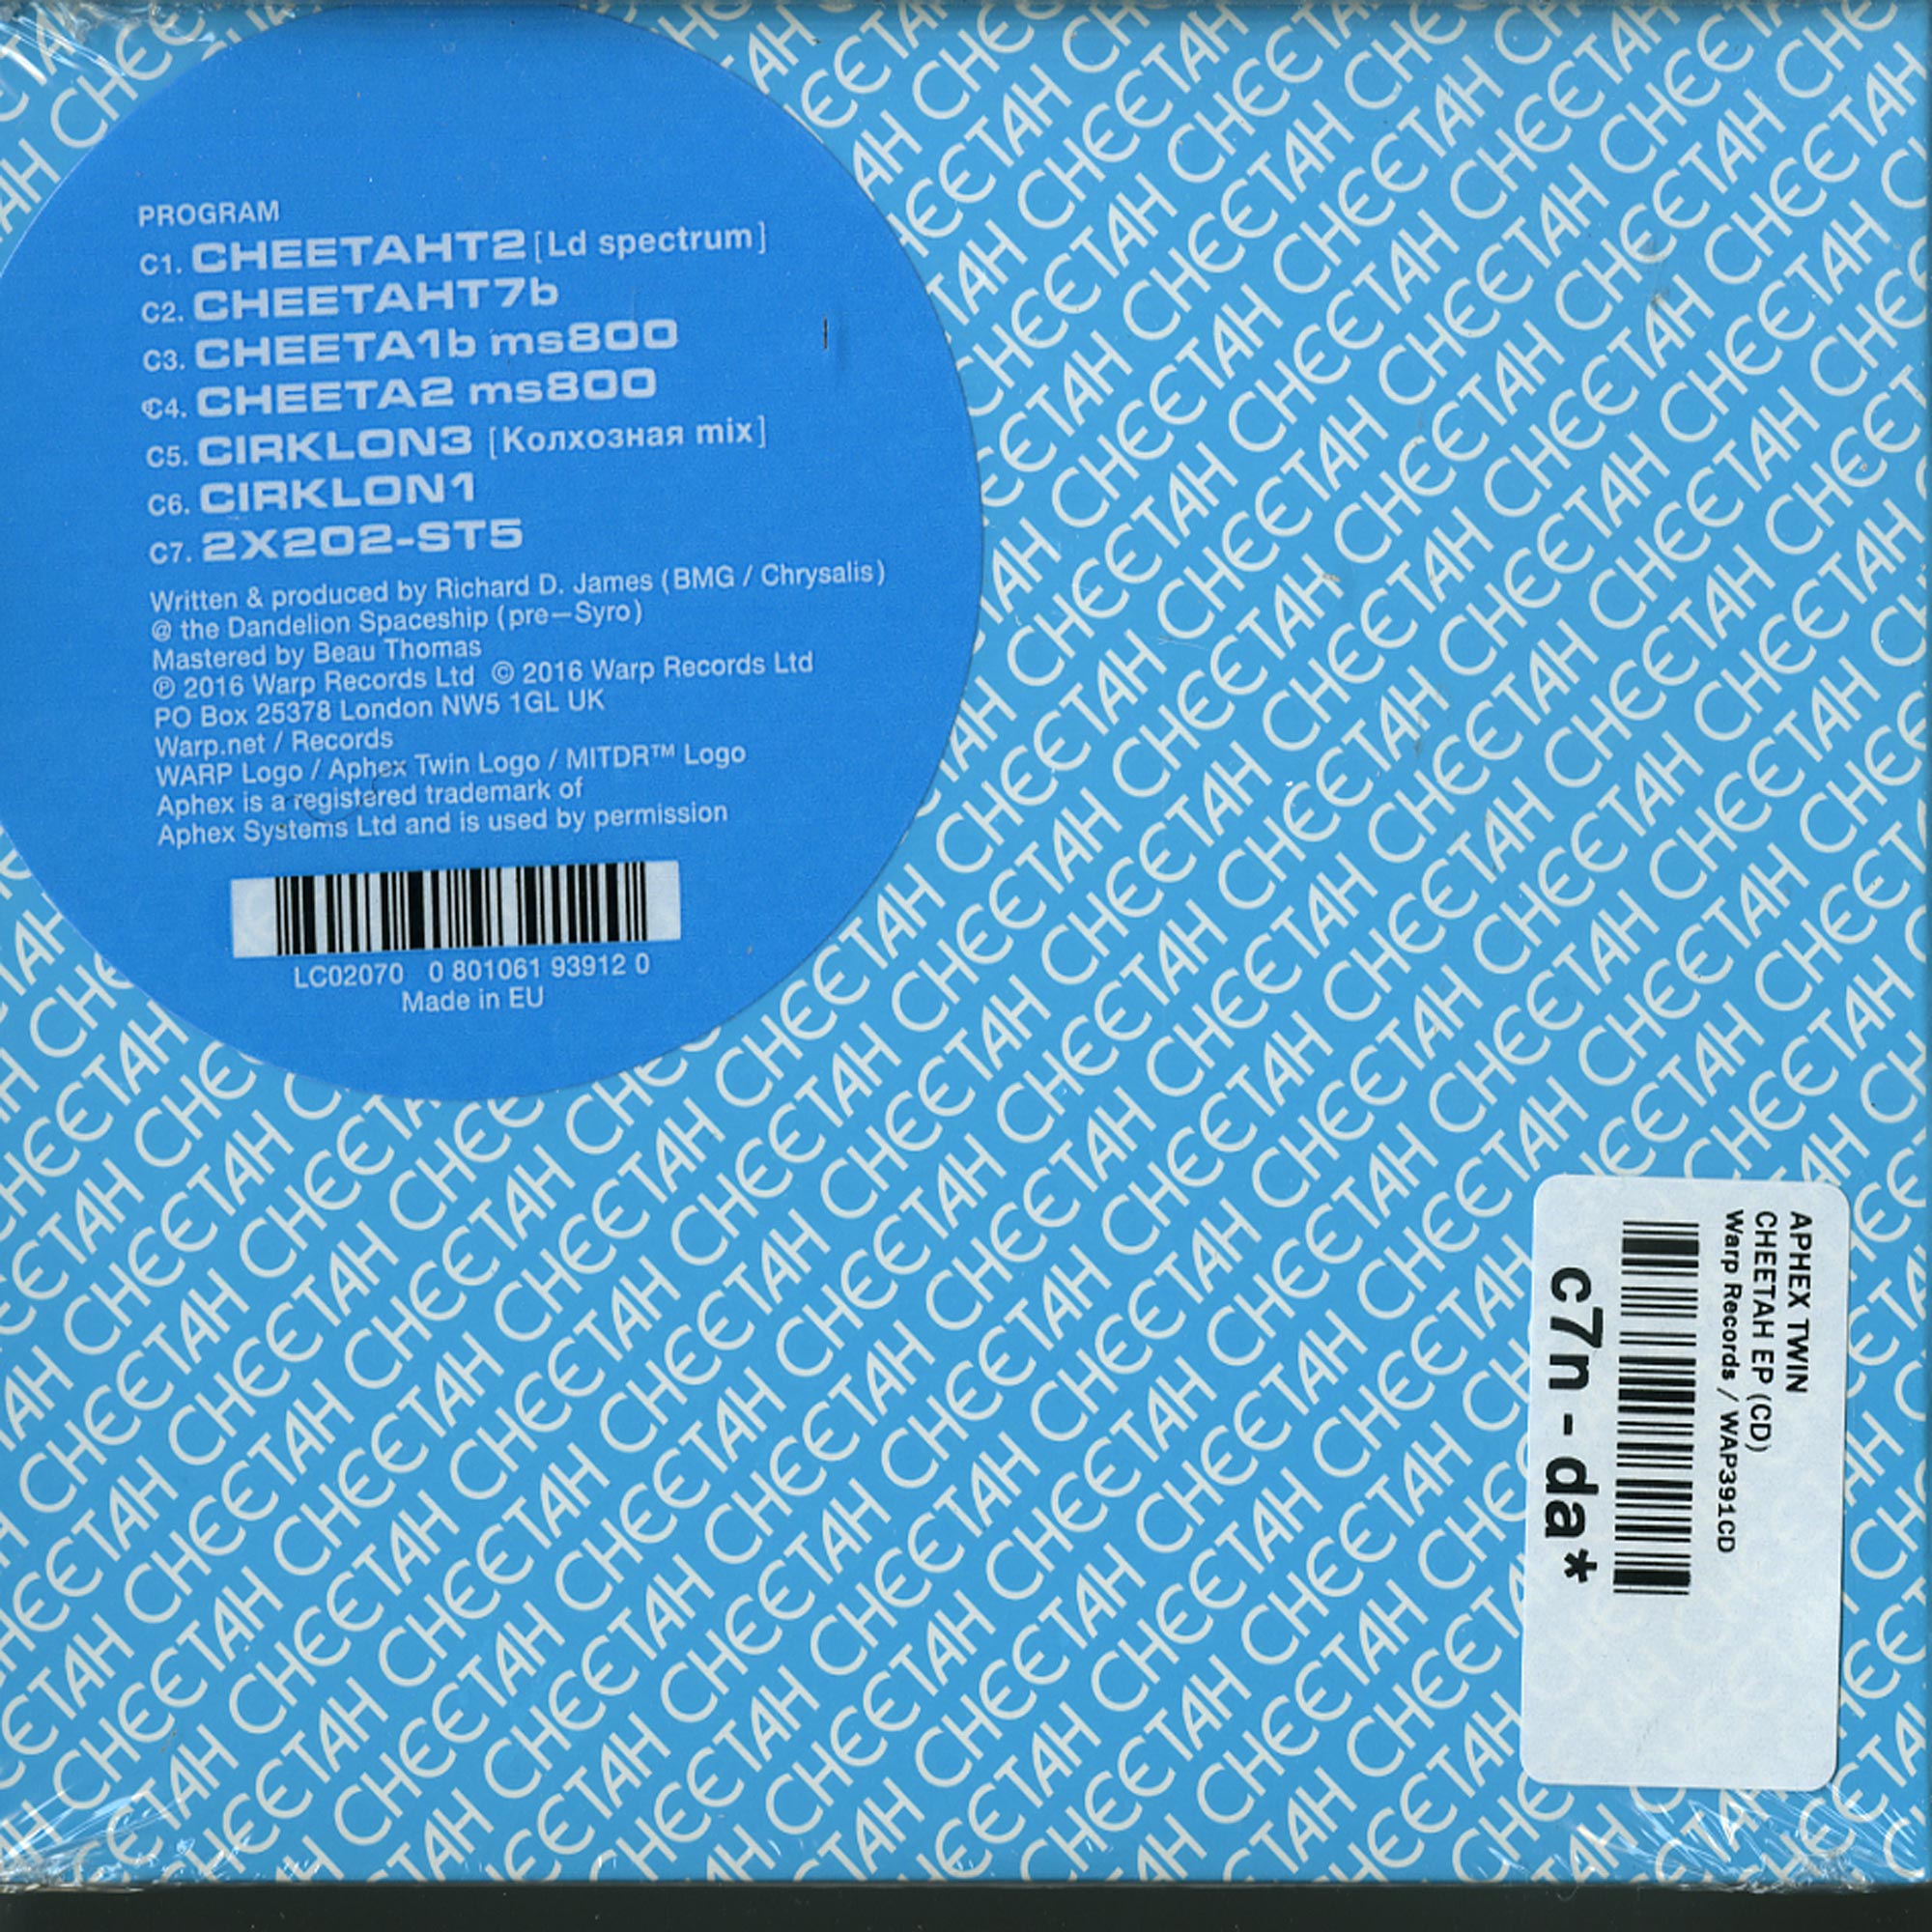 PROGRAM
C1. CHEETAHT2 [Ld spectrum]
C2. CHEETAHT7b
C3. CHEETA1b ms800
C4. CHEETA2 ms800
C5. CIRKLON3 [Колхозная mix]
C6. CIRKLON1
C7. 2X202-ST5
Written & produced by Richard D. James (BMG / Chrysalis)
@ the Dandelion Spaceship (pre—Syro)
Mastered by Beau Thomas
℗ 2016 Warp Records Ltd © 2016 Warp Records Ltd
PO Box 25378 London NW5 1GL UK
Warp.net / Records
WARP Logo / Aphex Twin Logo / MITDR™ Logo
Aphex is a registered trademark of
Aphex Systems Ltd and is used by permission
LC02070 0 801061 93912 0
Made in EU
APHEX TWIN
CHEETAH EP (CD)
Warp Records / WAP391CD
c7n - da*
CHEETAH CHEETAH CHEETAH CHEETAH